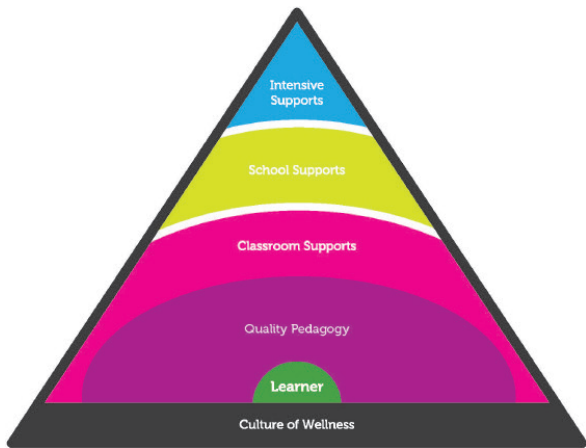 Intensive
Supports
School Supports
Classroom Supports
Quality Pedagogy
Learner
Culture of Wellness